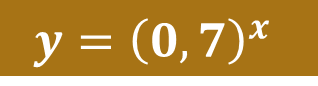 y = (0,7)ˣ